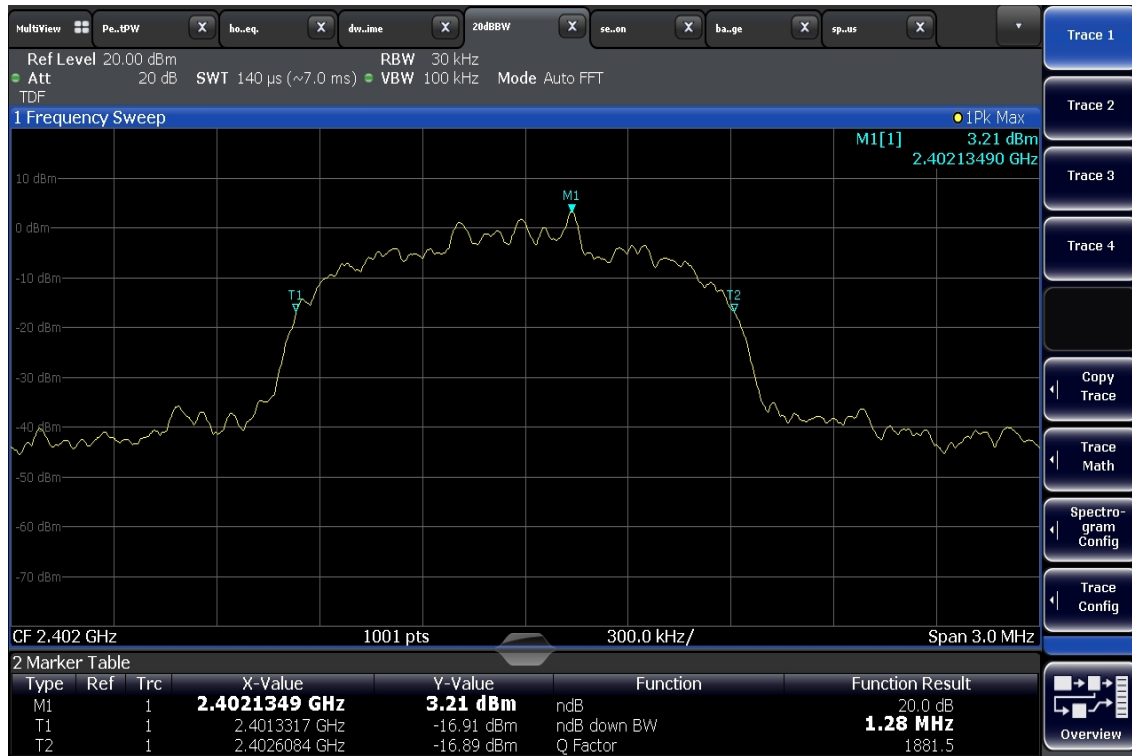 MultiView Pe..tPW X ho..eq. X dw..ime X 20dBBW X se..on X ba..ge X sp..us X
Ref Level 20.00 dBm RBW 30 kHz
Att 20 dB SWT 140 µs (~7.0 ms) VBW 100 kHz Mode Auto FFT
TDF
1 Frequency Sweep 1Pk Max
M1[1] 3.21 dBm
2.40213490 GHz
10 dBm
M1
0 dBm
-10 dBm
T1 T2
-20 dBm
-30 dBm
-40 dBm
-50 dBm
-60 dBm
-70 dBm
CF 2.402 GHz 1001 pts 300.0 kHz/ Span 3.0 MHz
2 Marker Table
Type Ref Trc X-Value Y-Value Function Function Result
M1 1 2.4021349 GHz 3.21 dBm ndB 20.0 dB
T1 1 2.4013317 GHz -16.91 dBm ndB down BW 1.28 MHz
T2 1 2.4026084 GHz -16.89 dBm Q Factor 1881.5
Trace 1
Trace 2
Trace 3
Trace 4
Copy
Trace
Trace
Math
Spectro-
gram
Config
Trace
Config
Overview